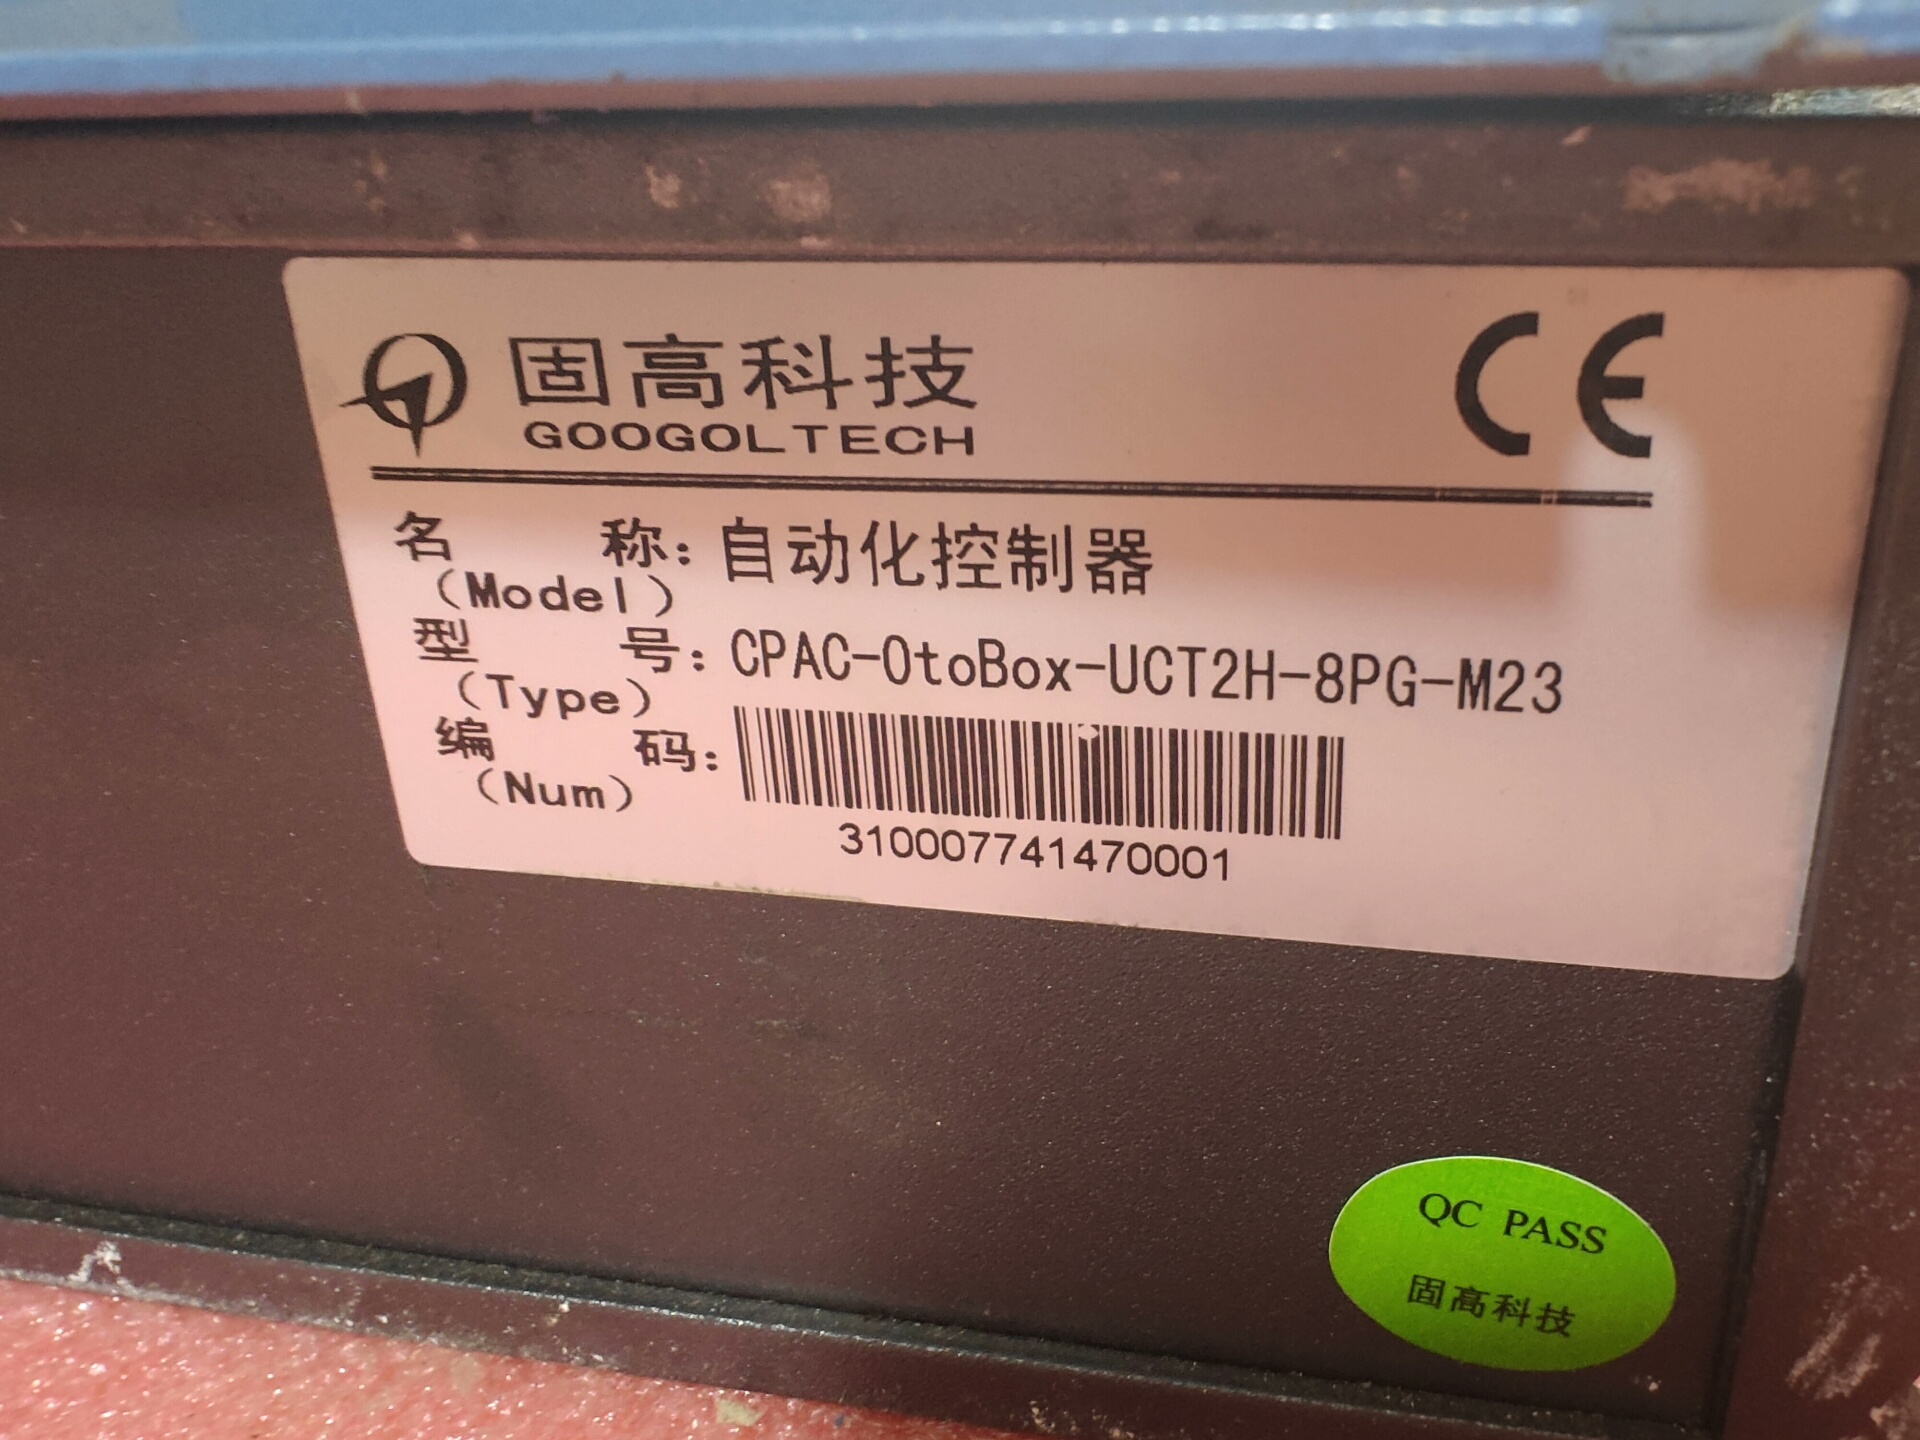 固高科技
GOOGOLTECH
CE
名 称：自动化控制器
（Model）
型 号：CPAC-OtoBox-UCT2H-8PG-M23
（Type）
编 码：
（Num）
310007741470001
QC PASS
固高科技